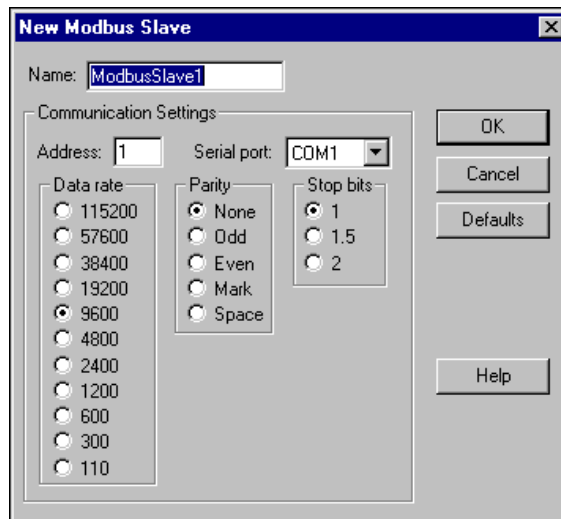 New Modbus Slave
Name: ModbusSlave1
Communication Settings
Address: 1 Serial port: COM1
Data rate
115200
57600
38400
19200
9600
4800
2400
1200
600
300
110
Parity
None
Odd
Even
Mark
Space
Stop bits
1
1.5
2
OK
Cancel
Defaults
Help